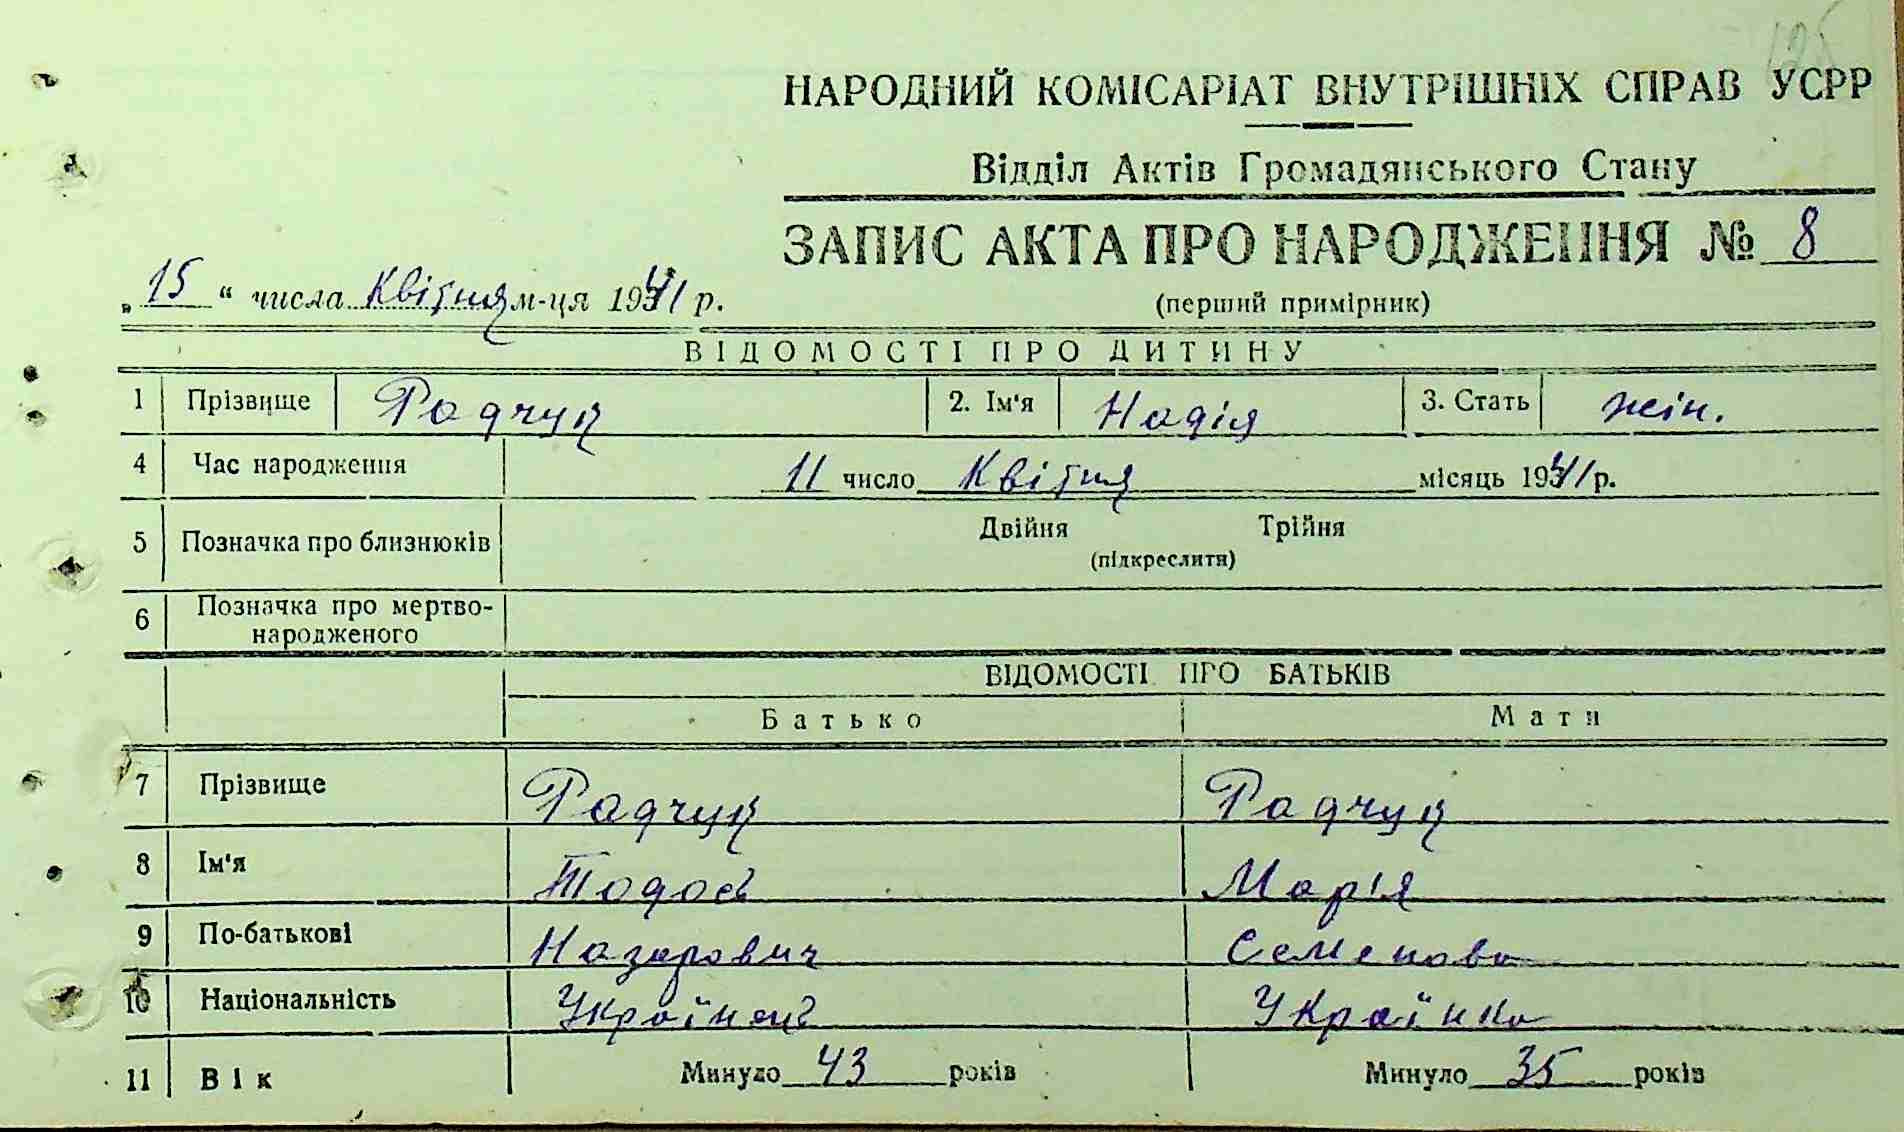 125
НАРОДНИЙ КОМІСАРІАТ ВНУТРІШНІХ СПРАВ УСРР
Відділ Актів Громадянського Стану
ЗАПИС АКТА ПРО НАРОДЖЕННЯ № 8
„15“ числа Квітня м-ця 1941 р.
(перший примірник)
ВІДОМОСТІ ПРО ДИТИНУ
1 Прізвище Радчук 2. Ім'я Надія 3. Стать жін.
4 Час народження 11 число Квітня місяць 1941 р.
5 Позначка про близнюків Двійня Трійня
(підкреслити)
6 Позначка про мертво-
народженого
ВІДОМОСТІ ПРО БАТЬКІВ
Батько Мати
7 Прізвище Радчук Радчук
8 Ім'я Тодось Марія
9 По-батькові Назарович Семенова
10 Національність Українець Українка
11 Вік Минуло 43 років Минуло 35 років